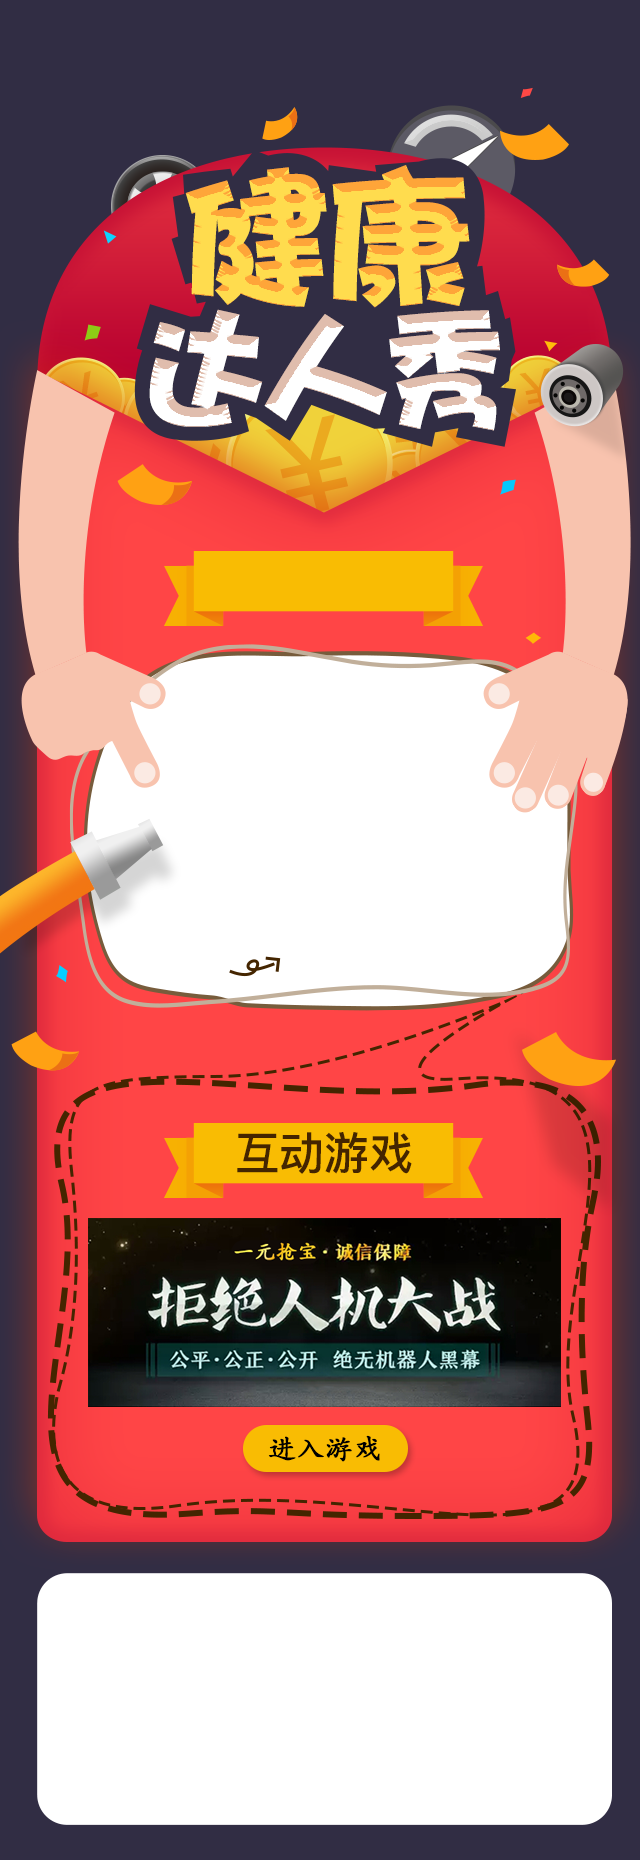 健康
达人秀
互动游戏
一元抢宝·诚信保障
拒绝人机大战
公平·公正·公开 绝无机器人黑幕
进入游戏